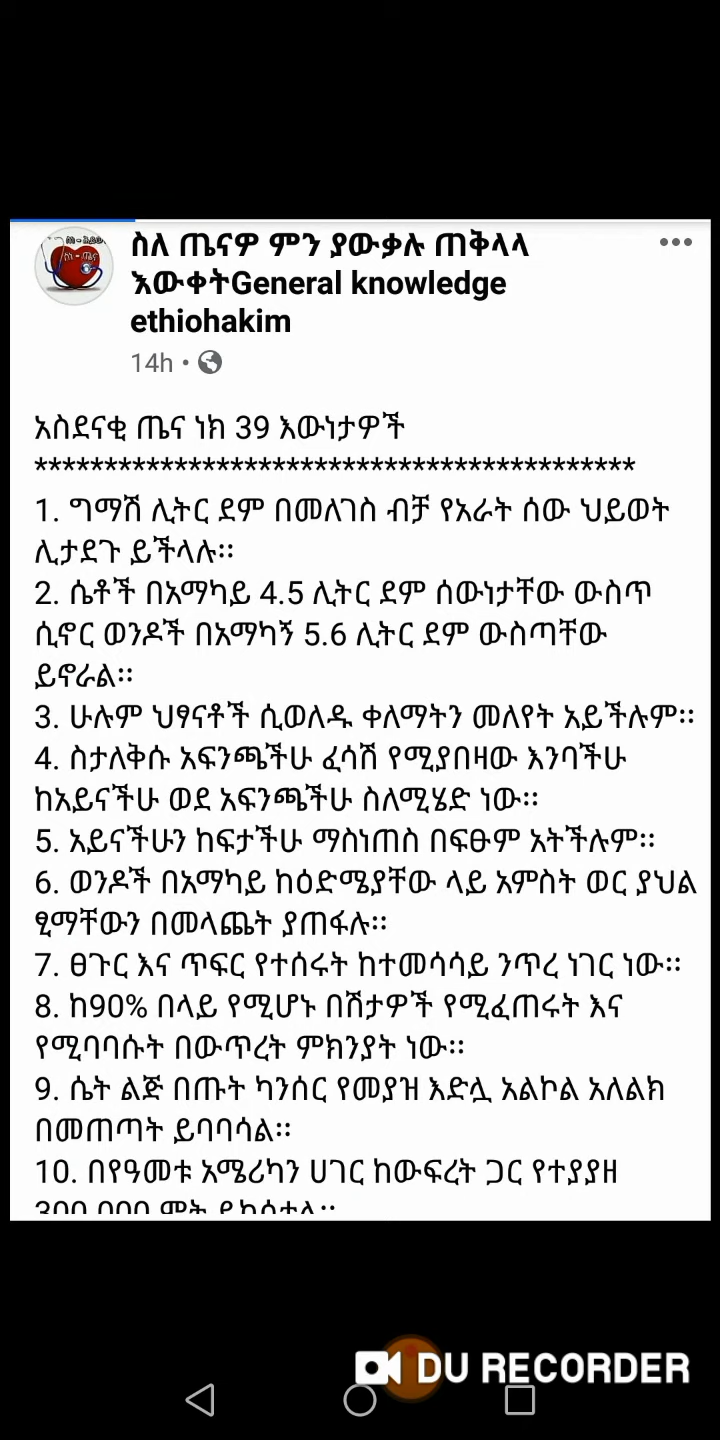 ስለ ጤናዎ ምን ያውቃሉ ጠቅላላ
እውቀትGeneral knowledge
ethiohakim
14h •
አስደናቂ ጤና ነክ 39 እውነታዎች
*******************************************
1. ግማሽ ሊትር ደም በመለገስ ብቻ የአራት ሰው ህይወት
ሊታደጉ ይችላሉ፡፡
2. ሴቶች በአማካይ 4.5 ሊትር ደም ሰውነታቸው ውስጥ
ሲኖር ወንዶች በአማካኝ 5.6 ሊትር ደም ውስጣቸው
ይኖራል፡፡
3. ሁሉም ህፃናቶች ሲወለዱ ቀለማትን መለየት አይችሉም፡፡
4. ስታለቅሱ አፍንጫችሁ ፈሳሽ የሚያበዛው እንባችሁ
ከአይናችሁ ወደ አፍንጫችሁ ስለሚሄድ ነው፡፡
5. አይናችሁን ከፍታችሁ ማስነጠስ በፍፁም አትችሉም፡፡
6. ወንዶች በአማካይ ከዕድሜያቸው ላይ አምስት ወር ያህል
ፂማቸውን በመላጨት ያጠፋሉ፡፡
7. ፀጉር እና ጥፍር የተሰሩት ከተመሳሳይ ንጥረ ነገር ነው፡፡
8. ከ90% በላይ የሚሆኑ በሽታዎች የሚፈጠሩት እና
የሚባባሱት በውጥረት ምክንያት ነው፡፡
9. ሴት ልጅ በጡት ካንሰር የመያዝ እድሏ አልኮል አለልክ
በመጠጣት ይባባሳል፡፡
10. በየዓመቱ አሜሪካን ሀገር ከውፍረት ጋር የተያያዘ
300,000 ሞት ይከሰታል፡፡
DU RECORDER